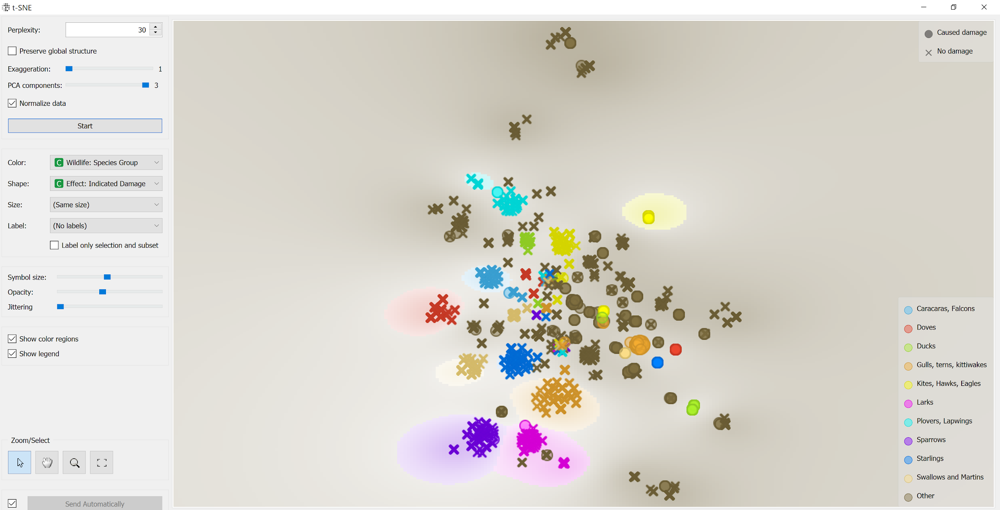 t-SNE
Perplexity: 30
Preserve global structure
Exaggeration: 1
PCA components: 3
Normalize data
Start
Color: C Wildlife: Species Group
Shape: C Effect: Indicated Damage
Size: (Same size)
Label: (No labels)
Label only selection and subset
Symbol size:
Opacity:
Jittering
Show color regions
Show legend
Zoom/Select
Send Automatically
Caused damage
No damage
Caracaras, Falcons
Doves
Ducks
Gulls, terns, kittiwakes
Kites, Hawks, Eagles
Larks
Plovers, Lapwings
Sparrows
Starlings
Swallows and Martins
Other